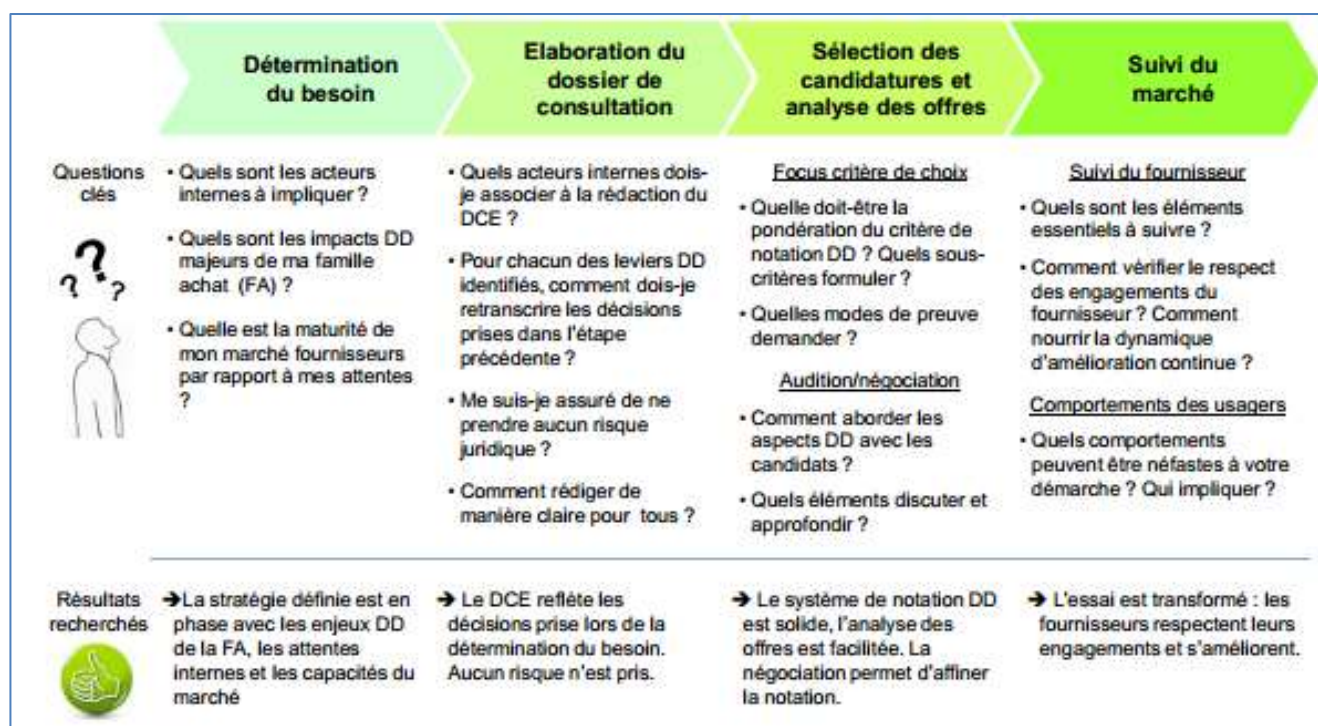 Détermination
du besoin
Elaboration du
dossier de
consultation
Sélection des
candidatures et
analyse des offres
Suivi du
marché
Questions
clés
? ? ?
• Quels sont les acteurs
internes à impliquer ?
• Quels sont les impacts DD
majeurs de ma famille
achat (FA) ?
• Quelle est la maturité de
mon marché fournisseurs
par rapport à mes attentes
?
• Quels acteurs internes dois-
je associer à la rédaction du
DCE ?
• Pour chacun des leviers DD
identifiés, comment dois-je
retranscrire les décisions
prises dans l'étape
précédente ?
• Me suis-je assuré de ne
prendre aucun risque
juridique ?
• Comment rédiger de
manière claire pour tous ?
Focus critère de choix
• Quelle doit-être la
pondération du critère de
notation DD ? Quels sous-
critères formuler ?
• Quelles modes de preuve
demander ?
Audition/négociation
• Comment aborder les
aspects DD avec les
candidats ?
• Quels éléments discuter et
approfondir ?
Suivi du fournisseur
• Quels sont les éléments
essentiels à suivre ?
• Comment vérifier le respect
des engagements du
fournisseur ? Comment
nourrir la dynamique
d'amélioration continue ?
Comportements des usagers
• Quels comportements
peuvent être néfastes à votre
démarche ? Qui impliquer ?
Résultats
recherchés
➔La stratégie définie est en
phase avec les enjeux DD
de la FA, les attentes
internes et les capacités du
marché
➔ Le DCE reflète les
décisions prise lors de la
détermination du besoin.
Aucun risque n'est pris.
➔ Le système de notation DD
est solide, l'analyse des
offres est facilitée. La
négociation permet d'affiner
la notation.
➔ L'essai est transformé : les
fournisseurs respectent leurs
engagements et s'améliorent.